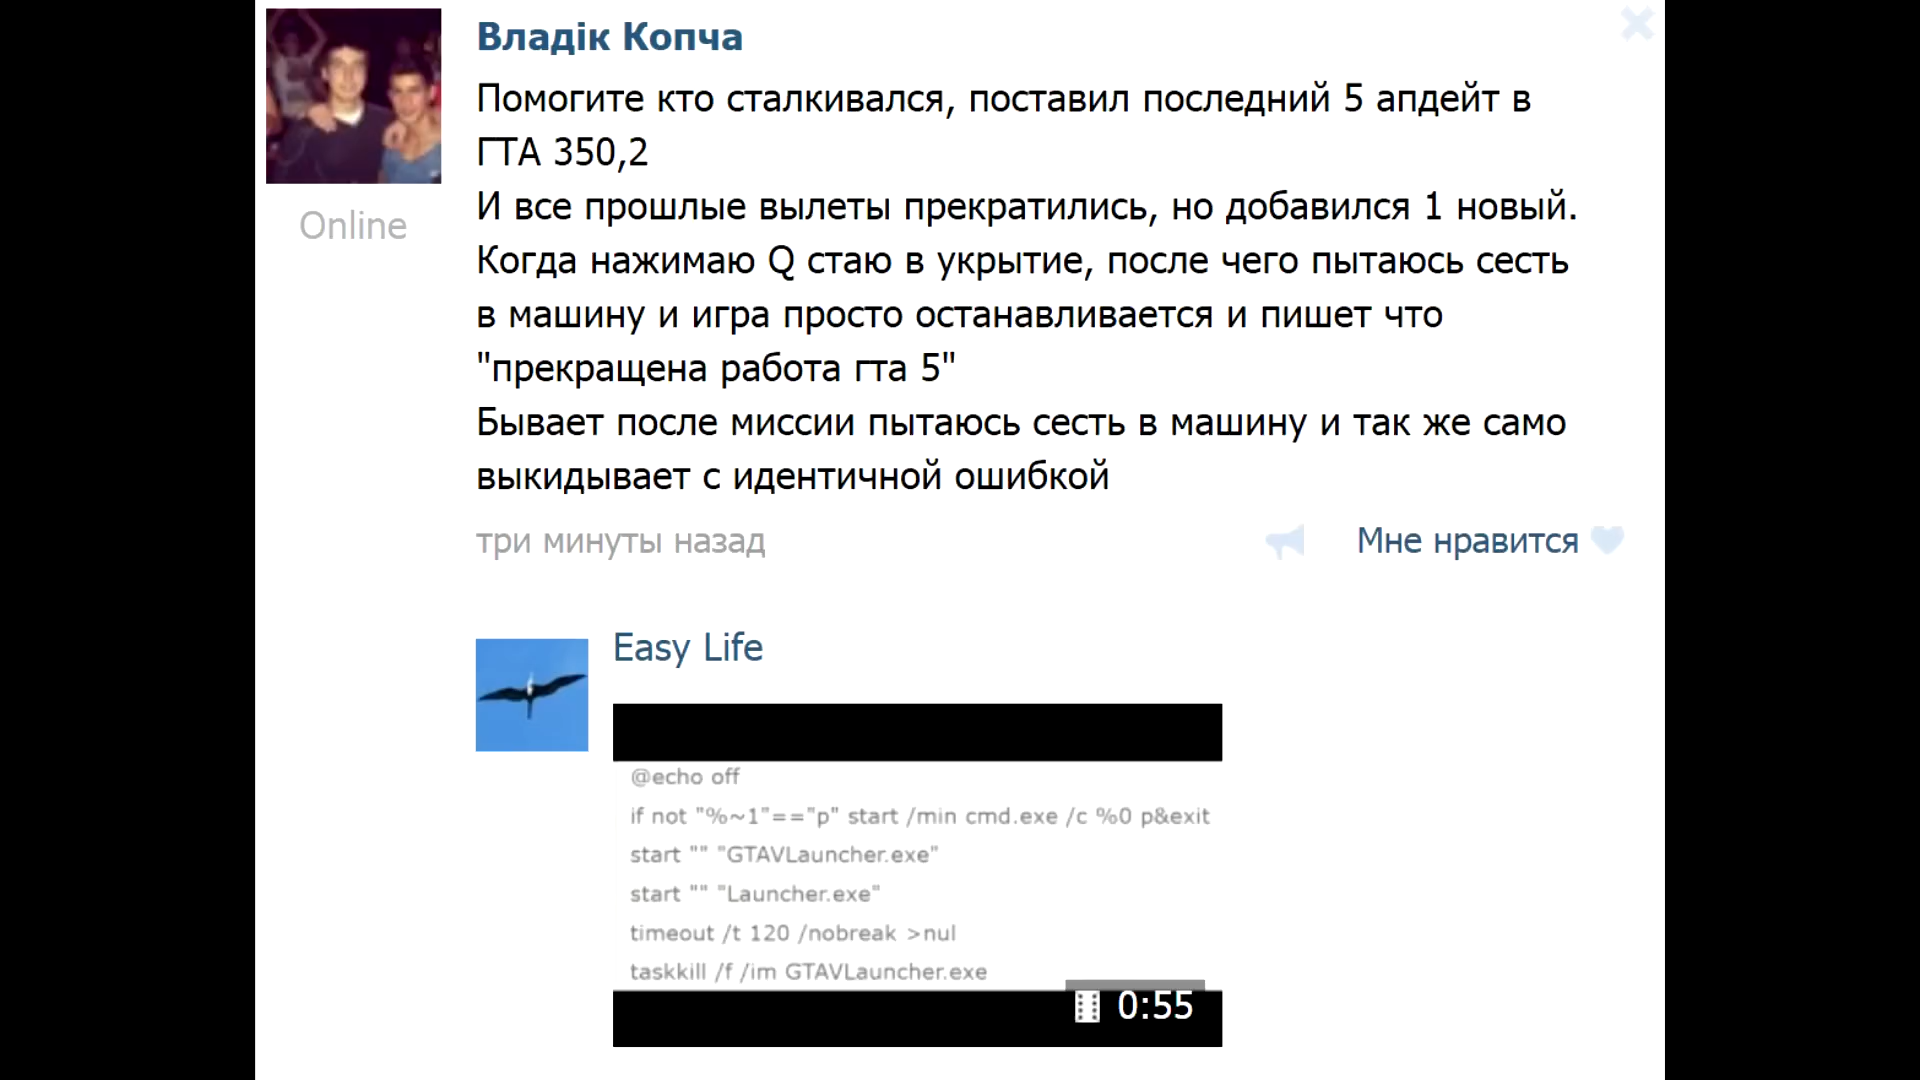 Владік Копча
Помогите кто сталкивался, поставил последний 5 апдейт в
ГТА 350,2
И все прошлые вылеты прекратились, но добавился 1 новый.
Когда нажимаю Q стаю в укрытие, после чего пытаюсь сесть
в машину и игра просто останавливается и пишет что
"прекращена работа гта 5"
Бывает после миссии пытаюсь сесть в машину и так же само
выкидывает с идентичной ошибкой
Online
три минуты назад
Мне нравится
Easy Life
@echo off
if not "%~1"=="p" start /min cmd.exe /c %0 p&exit
start "" "GTAVLauncher.exe"
start "" "Launcher.exe"
timeout /t 120 /nobreak >nul
taskkill /f /im GTAVLauncher.exe
0:55